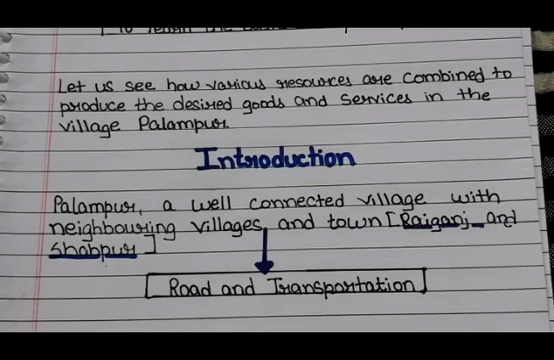 Let us see how various resources are combined to
produce the desired goods and services in the
village Palampur.
Introduction
Palampur, a well connected village with
neighbouring villages and town [Raiganj and
Shahpur]
Road and Transportation